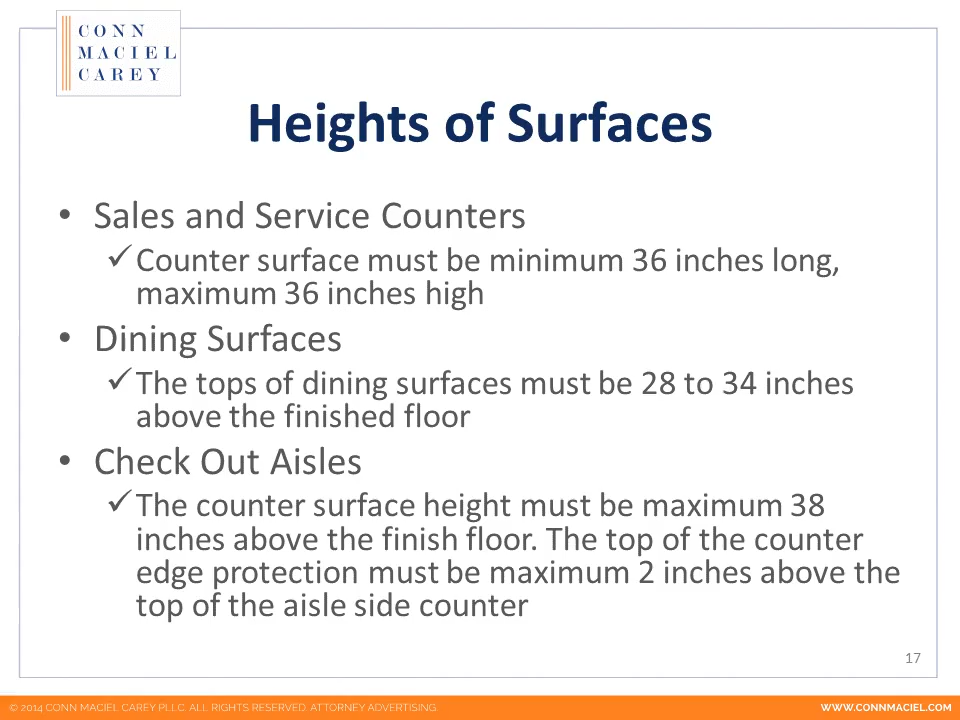 CONN
MACIEL
CAREY
Heights of Surfaces
• Sales and Service Counters
✓Counter surface must be minimum 36 inches long,
maximum 36 inches high
• Dining Surfaces
✓The tops of dining surfaces must be 28 to 34 inches
above the finished floor
• Check Out Aisles
✓The counter surface height must be maximum 38
inches above the finish floor. The top of the counter
edge protection must be maximum 2 inches above the
top of the aisle side counter
17
© 2014 CONN MACIEL CAREY PLLC. ALL RIGHTS RESERVED. ATTORNEY ADVERTISING. WWW.CONNMACIEL.COM